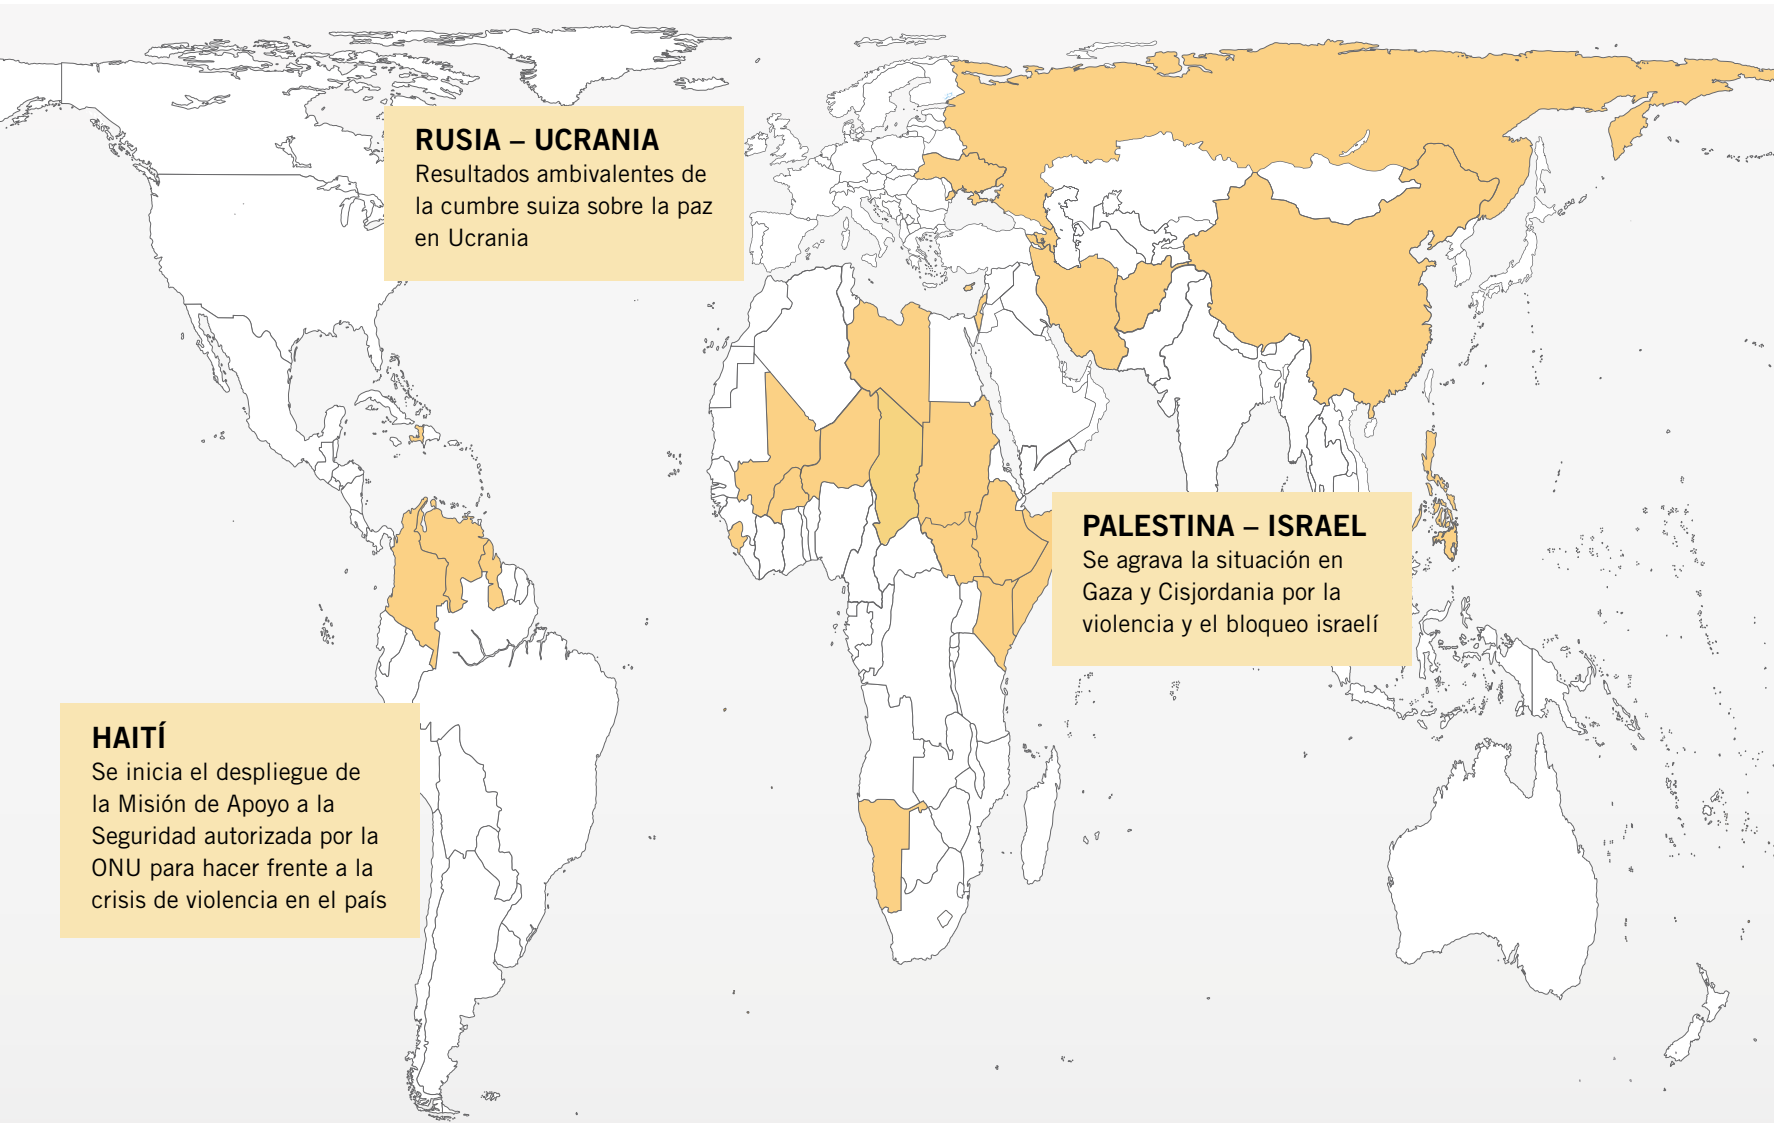 RUSIA – UCRANIA
Resultados ambivalentes de
la cumbre suiza sobre la paz
en Ucrania
PALESTINA – ISRAEL
Se agrava la situación en
Gaza y Cisjordania por la
violencia y el bloqueo israelí
HAITÍ
Se inicia el despliegue de
la Misión de Apoyo a la
Seguridad autorizada por la
ONU para hacer frente a la
crisis de violencia en el país